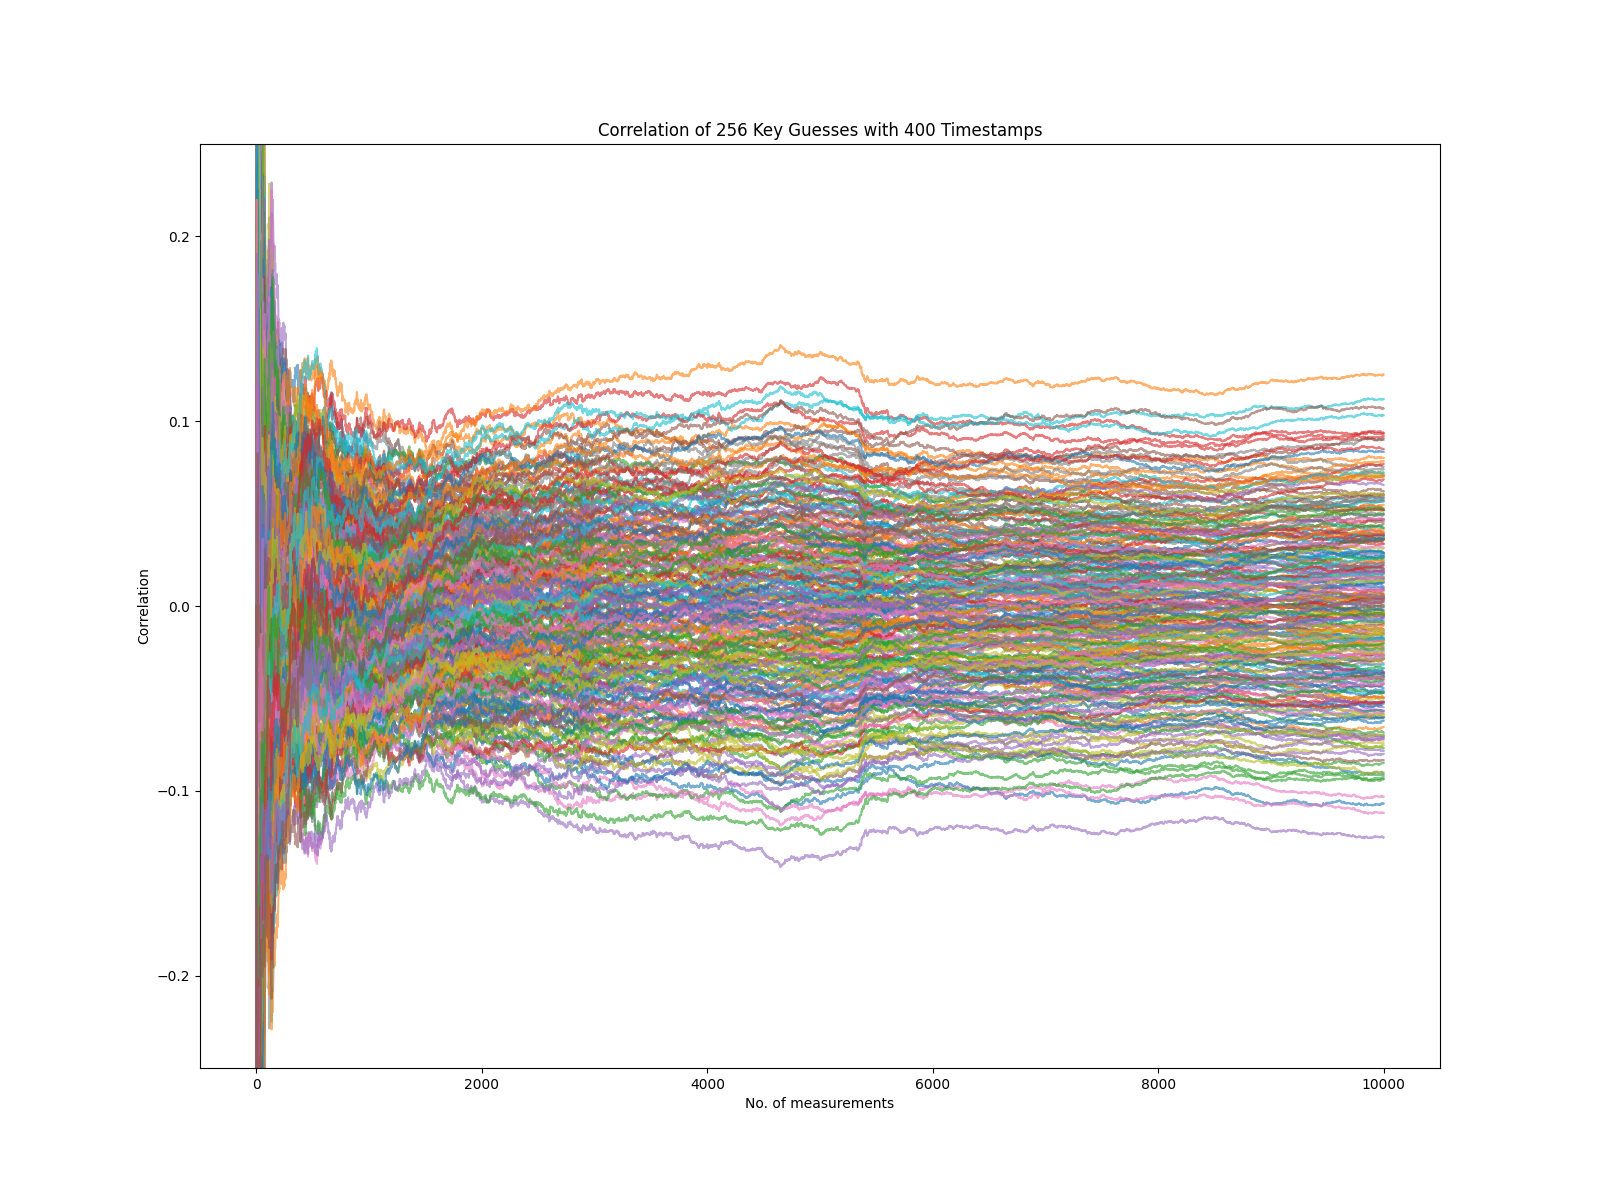 Correlation of 256 Key Guesses with 400 Timestamps
0.2
0.1
0.0
−0.1
−0.2
Correlation
0 2000 4000 6000 8000 10000
No. of measurements